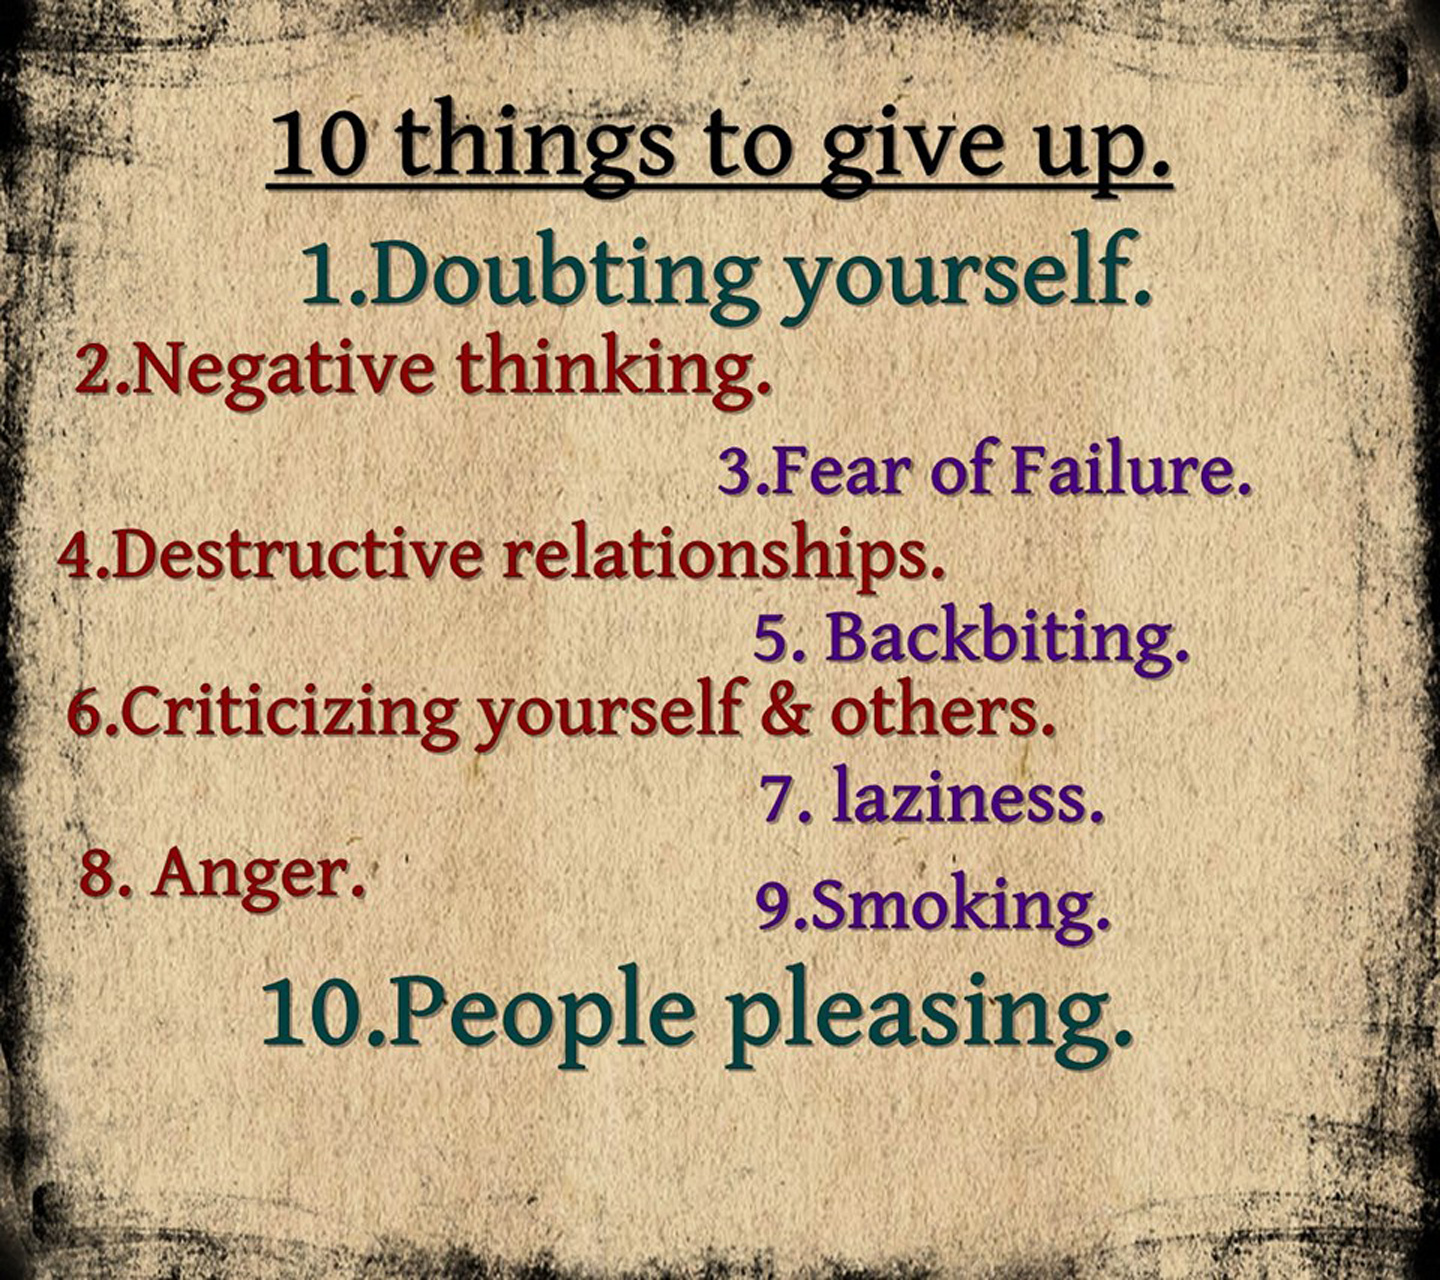 10 things to give up.
1.Doubting yourself.
2.Negative thinking.
3.Fear of Failure.
4.Destructive relationships.
5. Backbiting.
6.Criticizing yourself & others.
7. laziness.
8. Anger.
9.Smoking.
10.People pleasing.